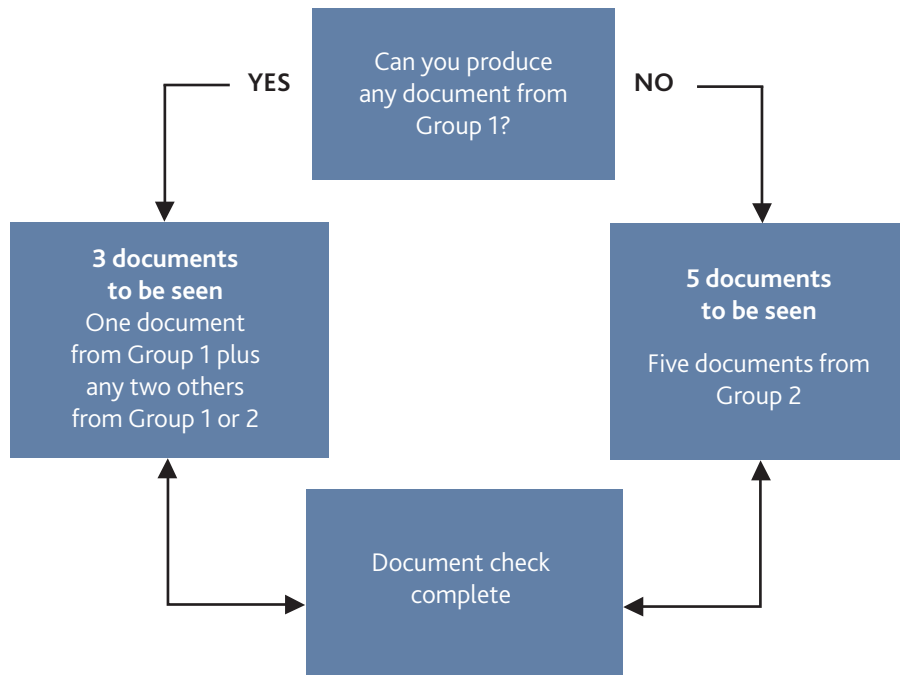 Can you produce
any document from
Group 1?
YES
NO
3 documents
to be seen
One document
from Group 1 plus
any two others
from Group 1 or 2
5 documents
to be seen
Five documents from
Group 2
Document check
complete